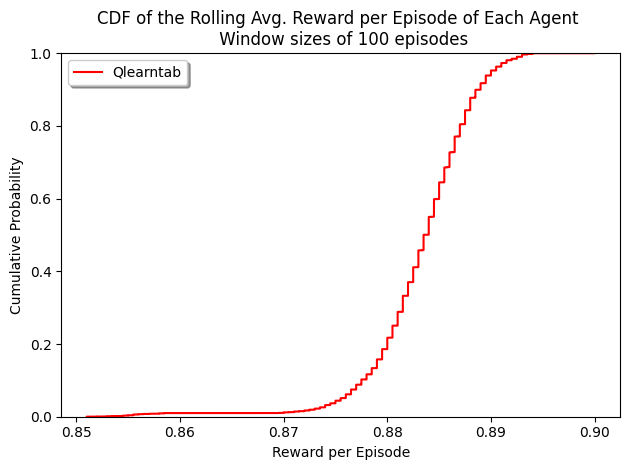 CDF of the Rolling Avg. Reward per Episode of Each Agent
Window sizes of 100 episodes
Qlearntab
Cumulative Probability
1.0
0.8
0.6
0.4
0.2
0.0
0.85 0.86 0.87 0.88 0.89 0.90
Reward per Episode